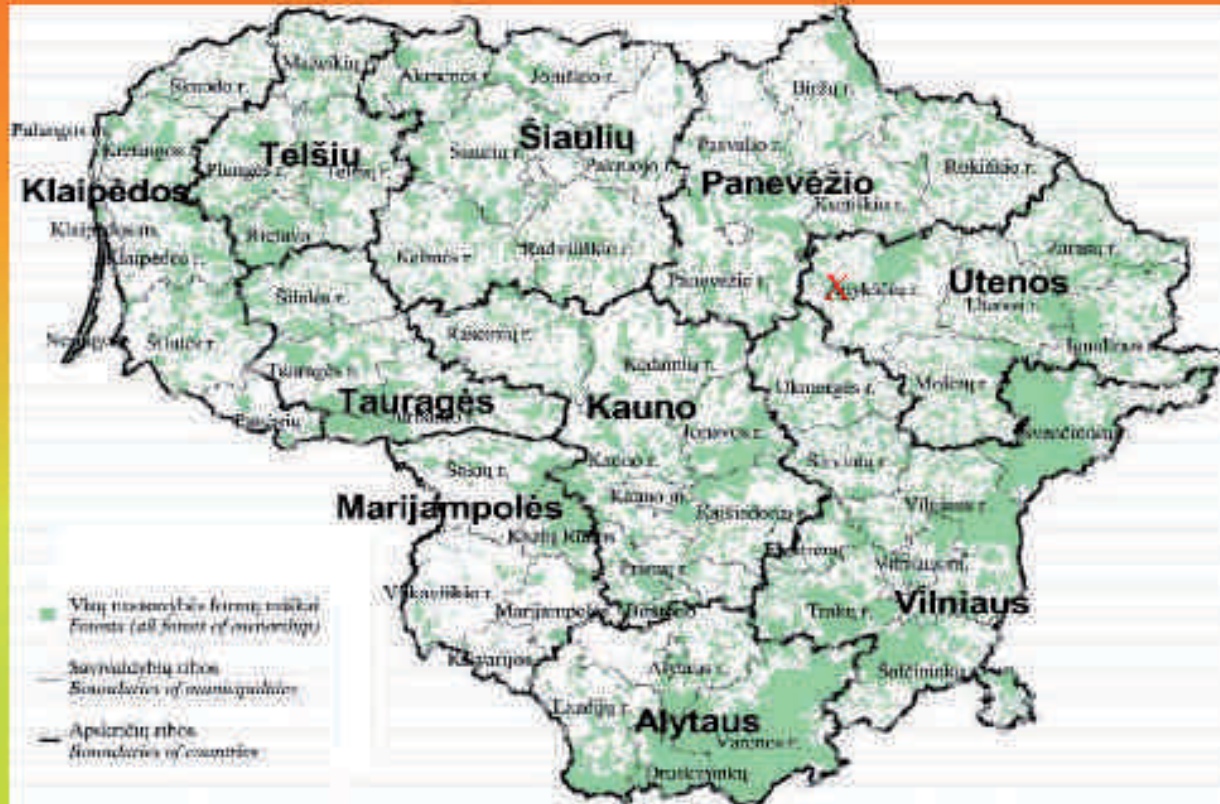 Mažeikių r.
Skuodo r.
Akmenės r.
Joniškio r.
Biržų r.
Palangos m.
Kretingos r.
Telšių
Šiaulių
Šiaulių r.
Pakruojo r.
Pasvalio r.
Rokiškio r.
Plungės r.
Telšių r.
Klaipėdos
Panevėžio
Kupiškio r.
Klaipėdos m.
Rietavo
Klaipėdos r.
Kelmės r.
Radviliškio r.
Zarasų r.
Panevėžio r.
Utenos
X
Anykščių r.
Utenos r.
Šilalės r.
Šilutės r.
Raseinių r.
Ignalinos r.
Tauragės r.
Kėdainių r.
Ukmergės r.
Molėtų r.
Tauragės
Kauno
Jurbarko
Pagėgių
Jonavos r.
Švenčionių
Šakių r.
Kauno r.
Širvintų r.
Kauno m.
Vilniaus r.
Marijampolės
Kaišiadorių r.
Kazlų Rūdos
Elektrėnų
Vilniaus m.
Prienų r.
Vilkaviškio r.
Marijampolės
Birštono
Trakų r.
Vilniaus
Kalvarijos
Alytaus r.
Šalčininkų
Lazdijų r.
Alytaus
Varėnos r.
Druskininkų
Visų nuosavybės formų miškai
Forests (all forms of ownership)
Savivaldybių ribos
Boundaries of municipalities
Apskričių ribos
Boundaries of countries